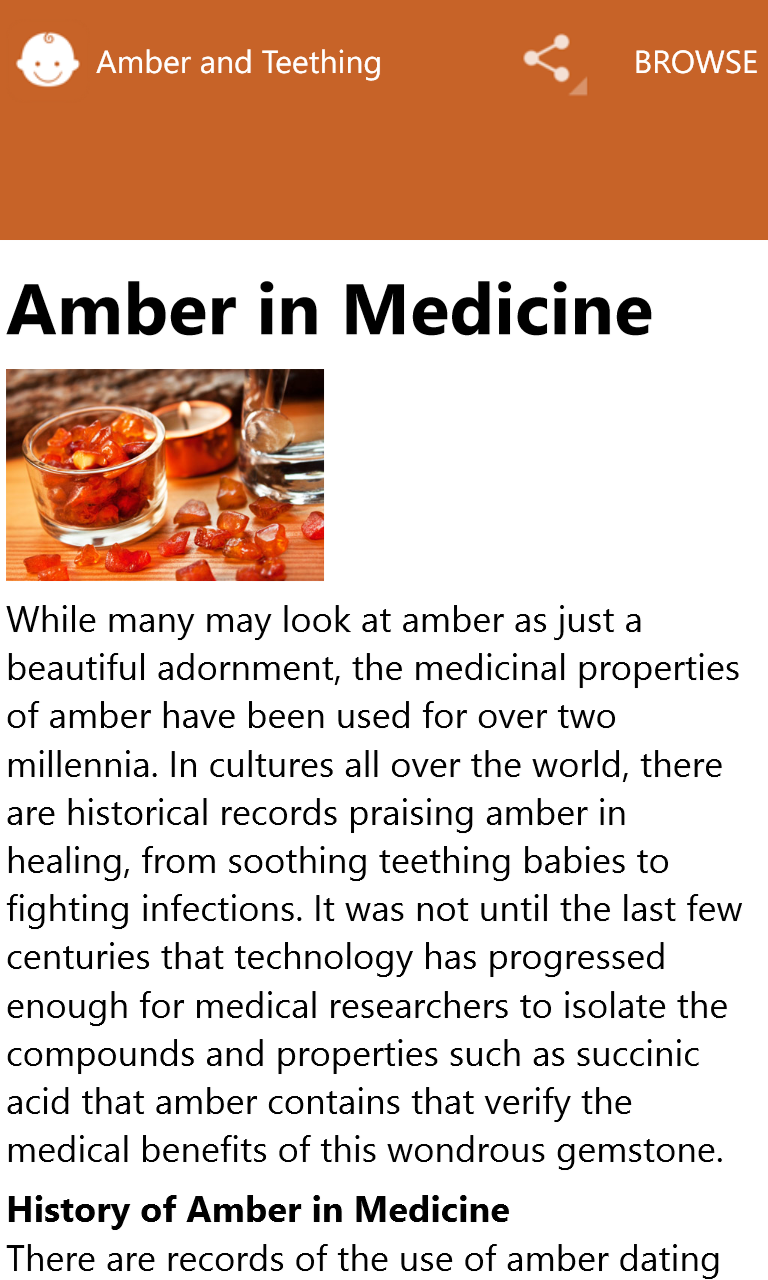 Amber and Teething
BROWSE
Amber in Medicine
While many may look at amber as just a
beautiful adornment, the medicinal properties
of amber have been used for over two
millennia. In cultures all over the world, there
are historical records praising amber in
healing, from soothing teething babies to
fighting infections. It was not until the last few
centuries that technology has progressed
enough for medical researchers to isolate the
compounds and properties such as succinic
acid that amber contains that verify the
medical benefits of this wondrous gemstone.
History of Amber in Medicine
There are records of the use of amber dating